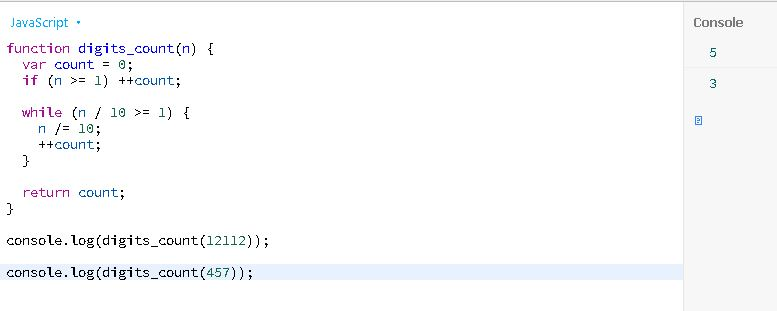 JavaScript
Console
function digits_count(n) {
var count = 0;
if (n >= 1) ++count;
while (n / 10 >= 1) {
n /= 10;
++count;
}
return count;
}
console.log(digits_count(12112));
console.log(digits_count(457));
5
3